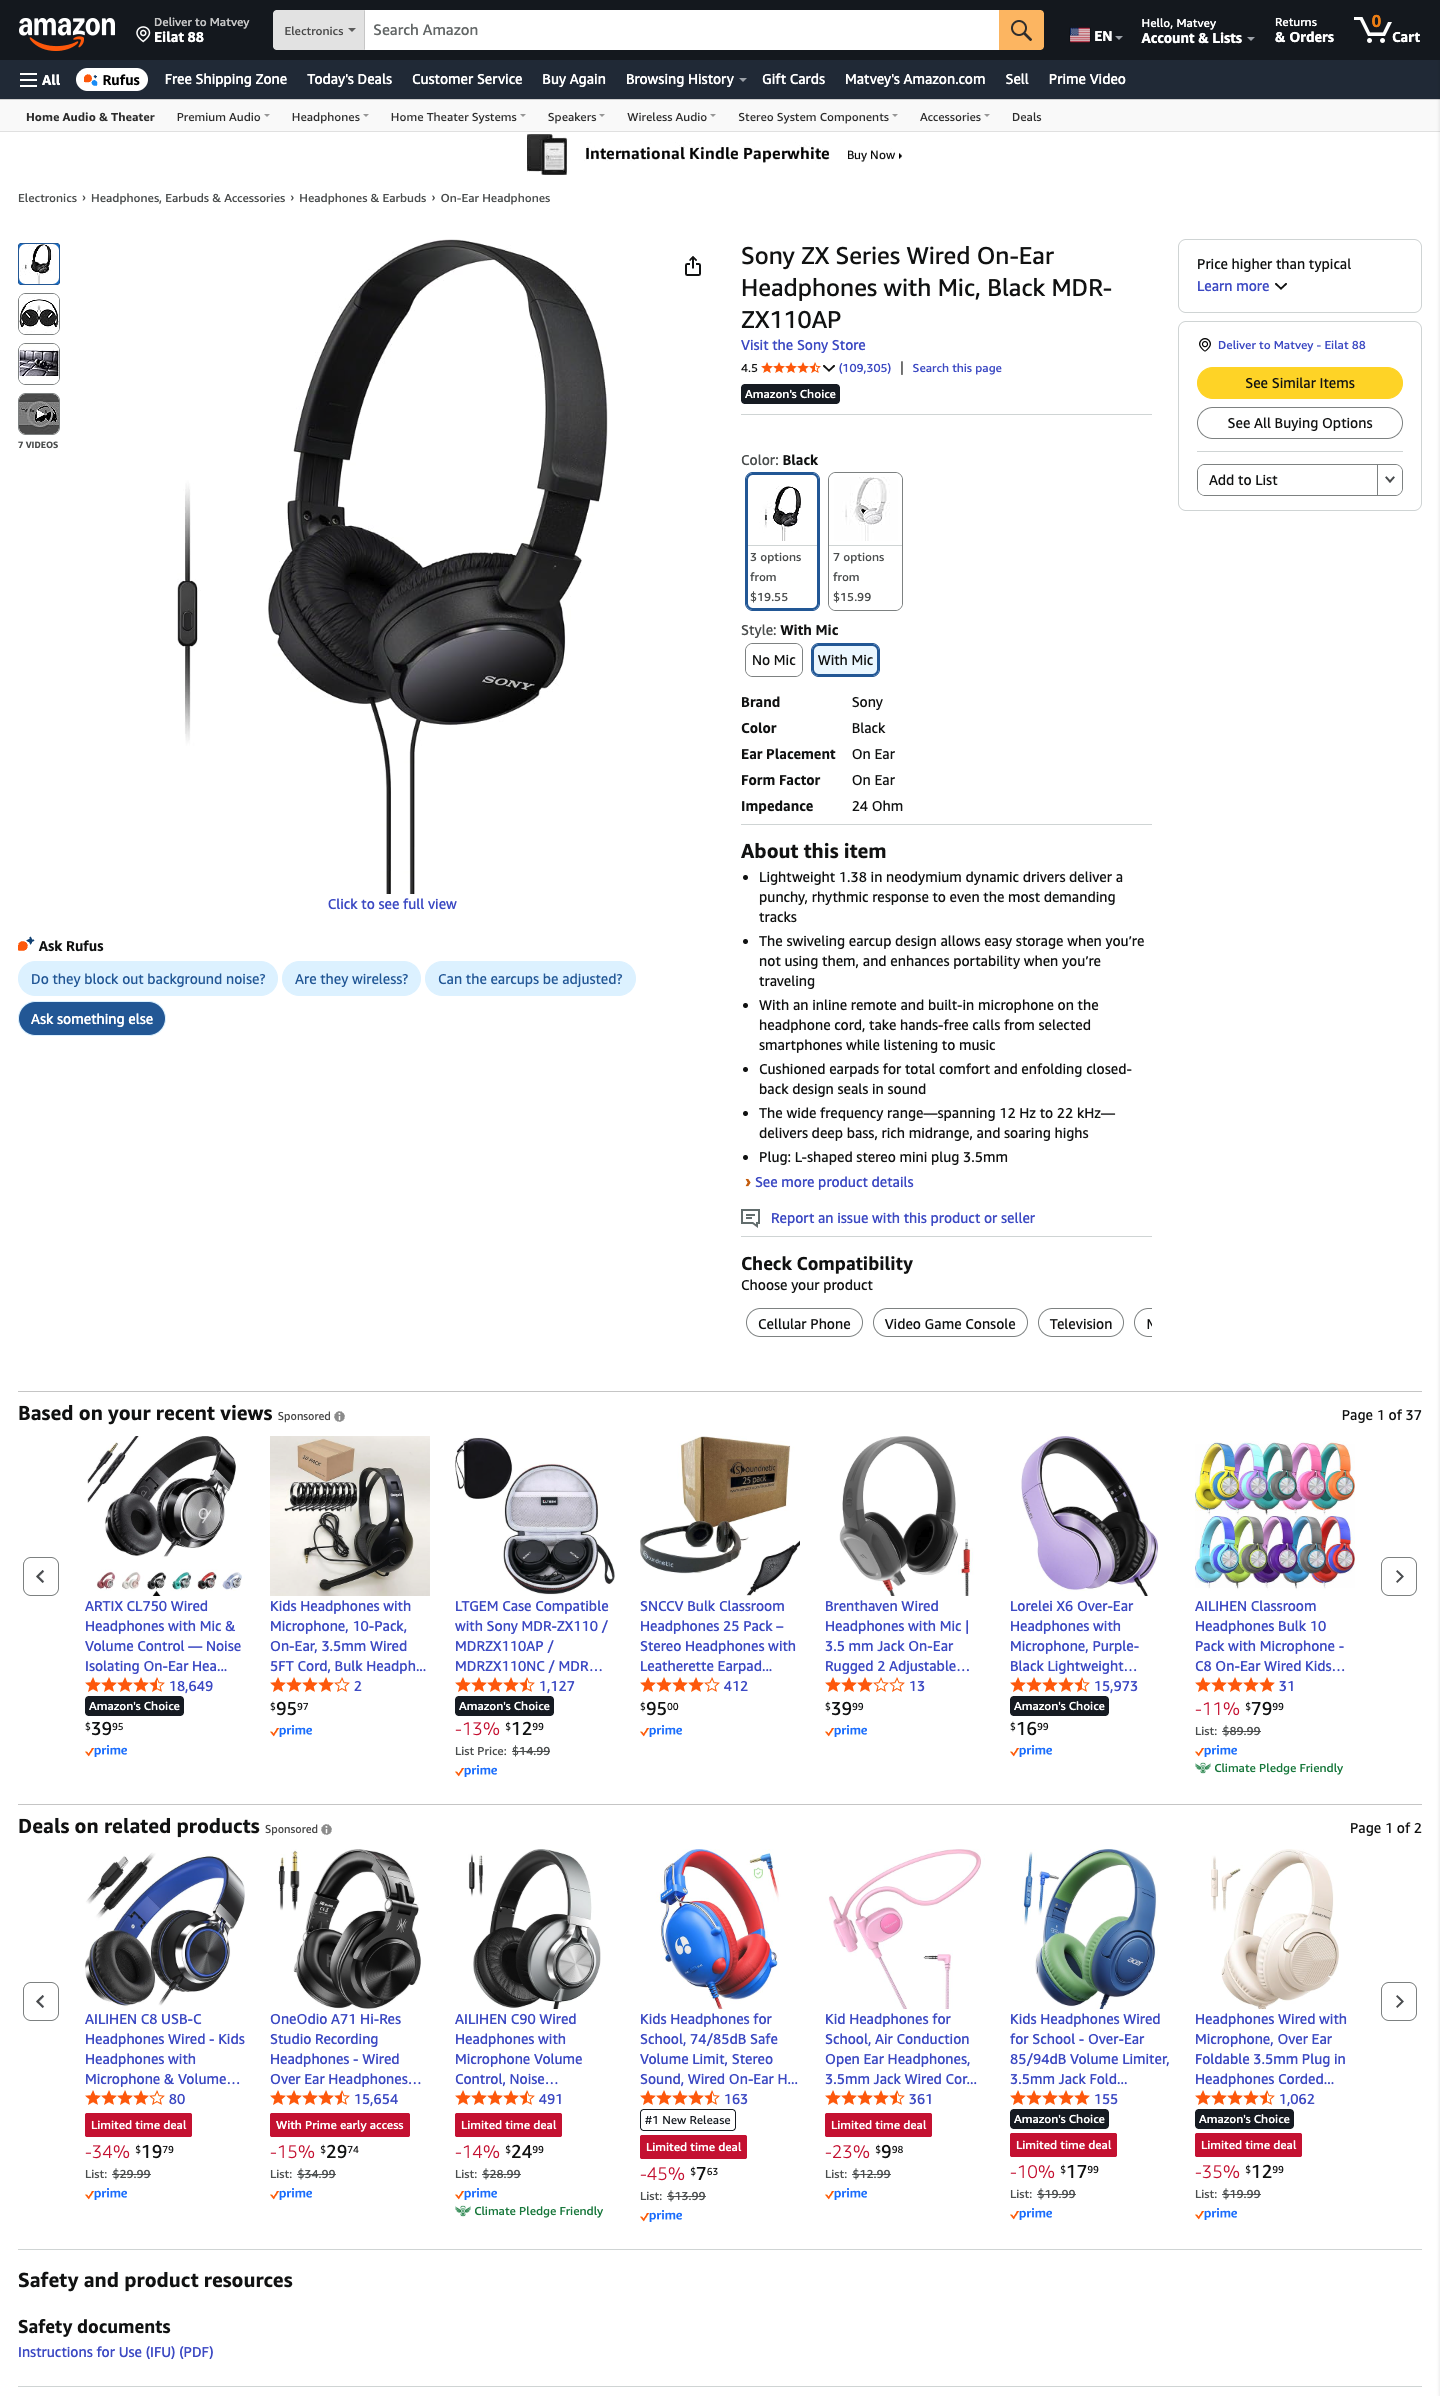 amazon
Deliver to Matvey
Eilat 88
Electronics
Search Amazon
EN
Hello, Matvey
Account & Lists
Returns
& Orders
0
Cart
All
Rufus
Free Shipping Zone
Today's Deals
Customer Service
Buy Again
Browsing History
Gift Cards
Matvey's Amazon.com
Sell
Prime Video
Home Audio & Theater
Premium Audio
Headphones
Home Theater Systems
Speakers
Wireless Audio
Stereo System Components
Accessories
Deals
International Kindle Paperwhite
Buy Now
Electronics › Headphones, Earbuds & Accessories › Headphones & Earbuds › On-Ear Headphones
7 VIDEOS
SONY
Click to see full view
Ask Rufus
Do they block out background noise?
Are they wireless?
Can the earcups be adjusted?
Ask something else
Sony ZX Series Wired On-Ear
Headphones with Mic, Black MDR-
ZX110AP
Visit the Sony Store
4.5
(109,305)
| Search this page
Amazon's Choice
Color: Black
3 options
from
$19.55
7 options
from
$15.99
Style: With Mic
No Mic
With Mic
Brand Sony
Color Black
Ear Placement On Ear
Form Factor On Ear
Impedance 24 Ohm
About this item
• Lightweight 1.38 in neodymium dynamic drivers deliver a
punchy, rhythmic response to even the most demanding
tracks
• The swiveling earcup design allows easy storage when you're
not using them, and enhances portability when you're
traveling
• With an inline remote and built-in microphone on the
headphone cord, take hands-free calls from selected
smartphones while listening to music
• Cushioned earpads for total comfort and enfolding closed-
back design seals in sound
• The wide frequency range—spanning 12 Hz to 22 kHz—
delivers deep bass, rich midrange, and soaring highs
• Plug: L-shaped stereo mini plug 3.5mm
› See more product details
Report an issue with this product or seller
Check Compatibility
Choose your product
Cellular Phone
Video Game Console
Television
Price higher than typical
Learn more
Deliver to Matvey - Eilat 88
See Similar Items
See All Buying Options
Add to List
Based on your recent views Sponsored
Page 1 of 37
ARTIX CL750 Wired
Headphones with Mic &
Volume Control — Noise
Isolating On-Ear Hea...
18,649
Amazon's Choice
$39.95
prime
Kids Headphones with
Microphone, 10-Pack,
On-Ear, 3.5mm Wired
5FT Cord, Bulk Headph...
2
$95.97
prime
LTGEM Case Compatible
with Sony MDR-ZX110 /
MDRZX110AP /
MDRZX110NC / MDR...
1,127
Amazon's Choice
-13% $12.99
List Price: $14.99
prime
Soundnetic
25 pack
SNCCV Bulk Classroom
Headphones 25 Pack –
Stereo Headphones with
Leatherette Earpad...
412
$95.00
prime
Brenthaven Wired
Headphones with Mic |
3.5 mm Jack On-Ear
Rugged 2 Adjustable...
13
$39.99
prime
Lorelei X6 Over-Ear
Headphones with
Microphone, Purple-
Black Lightweight...
15,973
Amazon's Choice
$16.99
prime
AILIHEN Classroom
Headphones Bulk 10
Pack with Microphone -
C8 On-Ear Wired Kids...
31
-11% $79.99
List: $89.99
prime
Climate Pledge Friendly
Deals on related products Sponsored
Page 1 of 2
AILIHEN C8 USB-C
Headphones Wired - Kids
Headphones with
Microphone & Volume...
80
Limited time deal
-34% $19.79
List: $29.99
prime
OneOdio A71 Hi-Res
Studio Recording
Headphones - Wired
Over Ear Headphones...
15,654
With Prime early access
-15% $29.74
List: $34.99
prime
AILIHEN C90 Wired
Headphones with
Microphone Volume
Control, Noise...
491
Limited time deal
-14% $24.99
List: $28.99
prime
Climate Pledge Friendly
Kids Headphones for
School, 74/85dB Safe
Volume Limit, Stereo
Sound, Wired On-Ear H...
163
#1 New Release
Limited time deal
-45% $7.63
List: $13.99
prime
Kid Headphones for
School, Air Conduction
Open Ear Headphones,
3.5mm Jack Wired Cor...
361
Limited time deal
-23% $9.98
List: $12.99
prime
acer
Kids Headphones Wired
for School - Over-Ear
85/94dB Volume Limiter,
3.5mm Jack Fold...
155
Amazon's Choice
Limited time deal
-10% $17.99
List: $19.99
prime
Headphones Wired with
Microphone, Over Ear
Foldable 3.5mm Plug in
Headphones Corded...
1,062
Amazon's Choice
Limited time deal
-35% $12.99
List: $19.99
prime
Safety and product resources
Safety documents
Instructions for Use (IFU) (PDF)